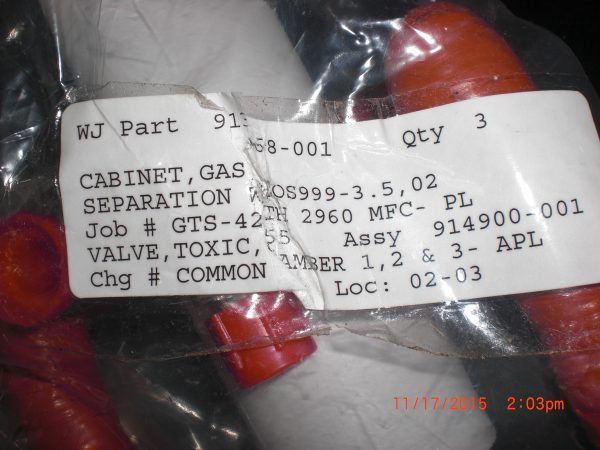 WJ Part 91 58-001 Qty 3
CABINET,GAS OS999-3.5,02
SEPARATION TH 2960 MFC- PL
Job # GTS-42 55 Assy 914900-001
VALVE,TOXIC, AMBER 1,2 & 3- APL
Chg # COMMON Loc: 02-03
11/17/2015 2:03pm